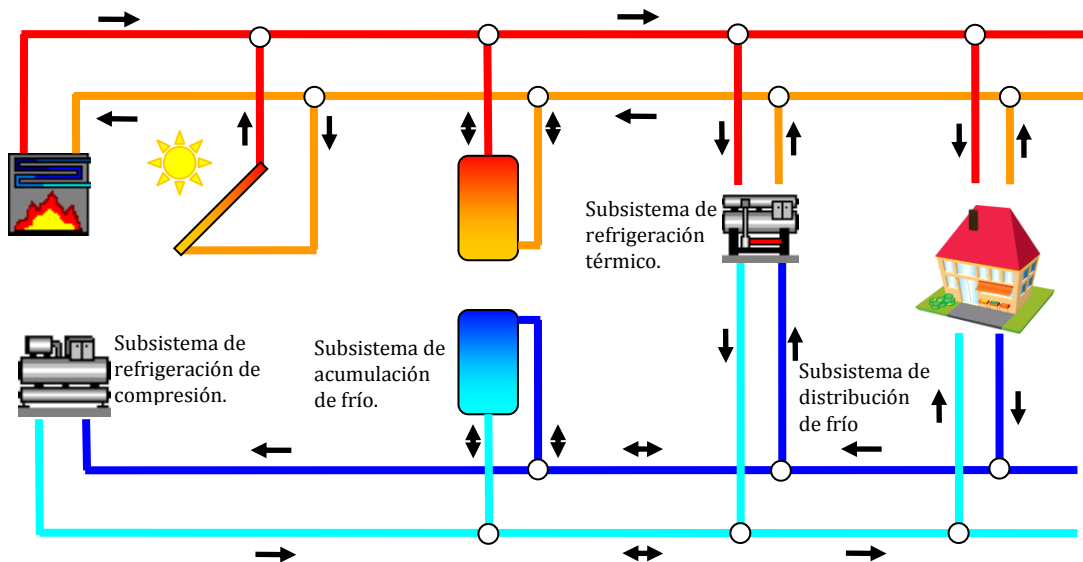 Subsistema de
refrigeración
térmico.
Subsistema de
refrigeración de
compresión.
Subsistema de
acumulación
de frío.
Subsistema de
distribución
de frío